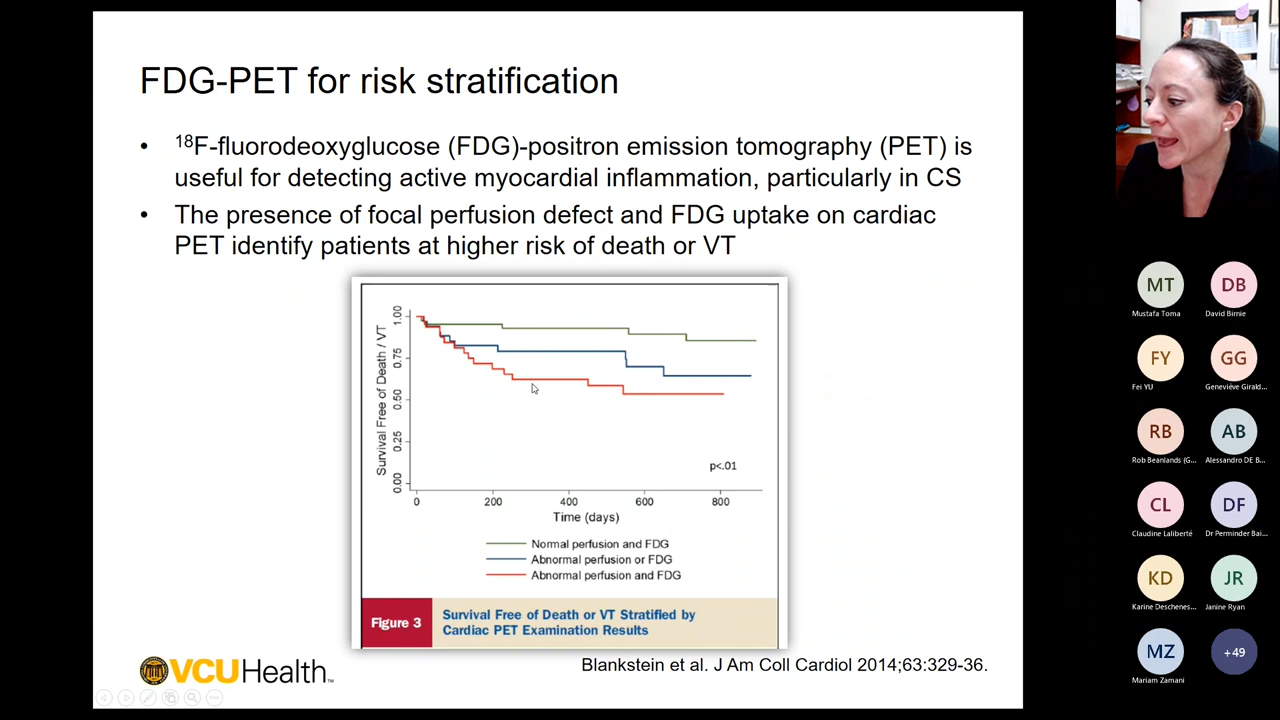 FDG-PET for risk stratification
• 18F-fluorodeoxyglucose (FDG)-positron emission tomography (PET) is
useful for detecting active myocardial inflammation, particularly in CS
• The presence of focal perfusion defect and FDG uptake on cardiac
PET identify patients at higher risk of death or VT
Survival Free of Death / VT
1.00
0.75
0.50
0.25
0.00
p<.01
0 200 400 600 800
Time (days)
Normal perfusion and FDG
Abnormal perfusion or FDG
Abnormal perfusion and FDG
Figure 3
Survival Free of Death or VT Stratified by
Cardiac PET Examination Results
VCUHealth™
Blankstein et al. J Am Coll Cardiol 2014;63:329-36.
MT DB
Mustafa Toma David Birnie
FY GG
Fei YU Geneviève Girald...
RB AB
Rob Beanlands (G... Alessandro DE B...
CL DF
Claudine Laliberté Dr Perminder Bai...
KD JR
Karine Deschenes... Janine Ryan
MZ +49
Mariam Zamani